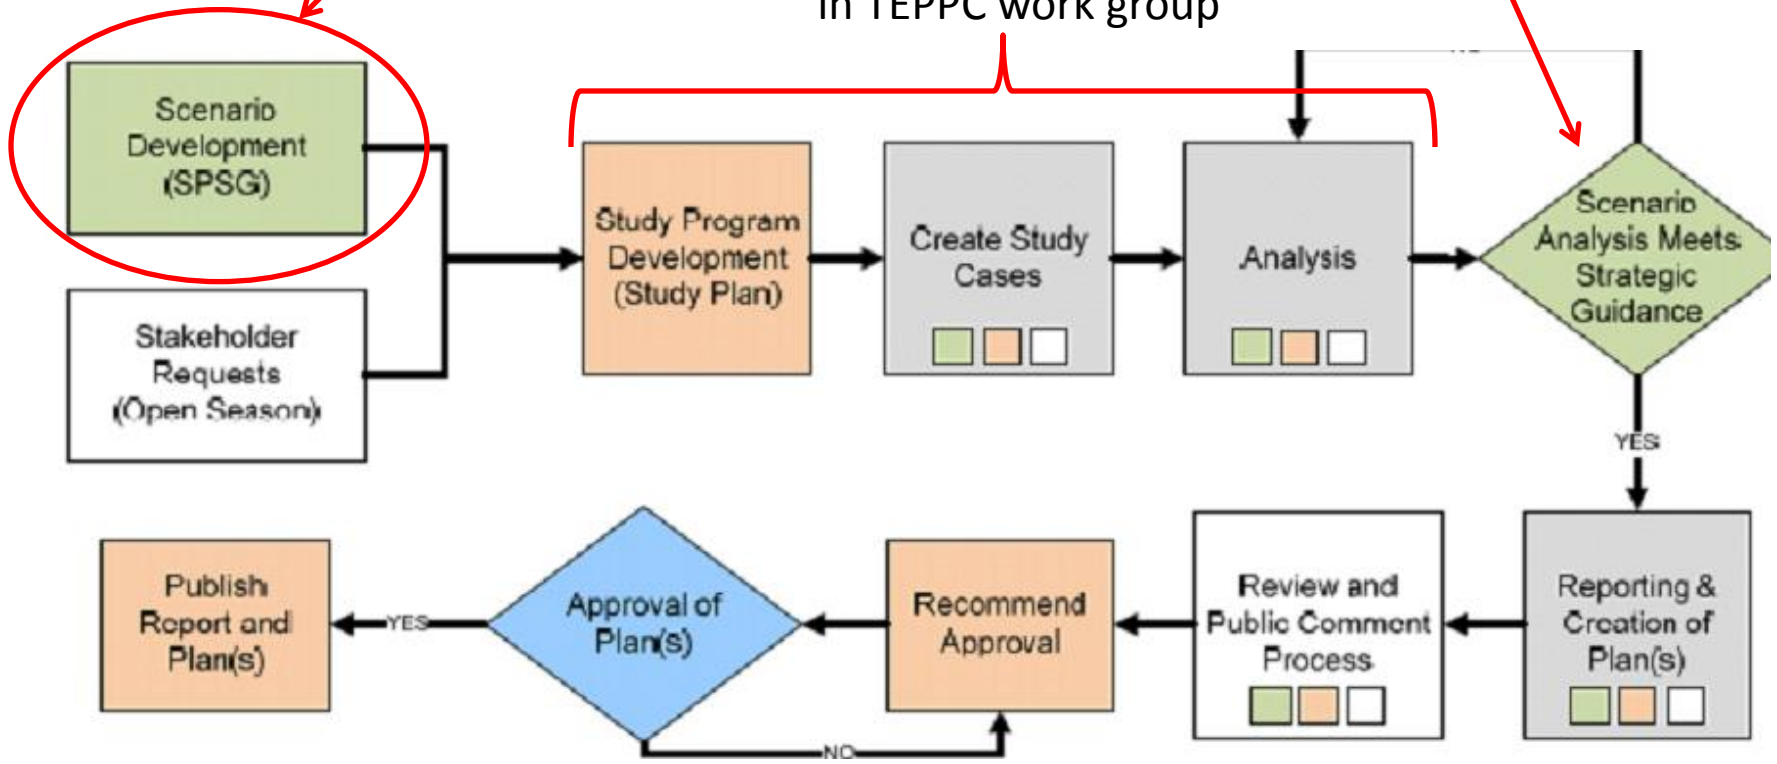 in TEPPC work group
Scenario
Development
(SPSG)
Stakeholder
Requests
(Open Season)
Study Program
Development
(Study Plan)
Create Study
Cases
Analysis
Scenario
Analysis Meets
Strategic
Guidance
YES
Publish
Report and
Plan(s)
YES
Approval of
Plan(s)
NO
Recommend
Approval
Review and
Public Comment
Process
Reporting &
Creation of
Plan(s)